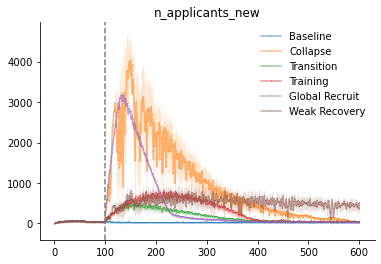 n_applicants_new
Baseline
Collapse
Transition
Training
Global Recruit
Weak Recovery
4000
3000
2000
1000
0
0 100 200 300 400 500 600